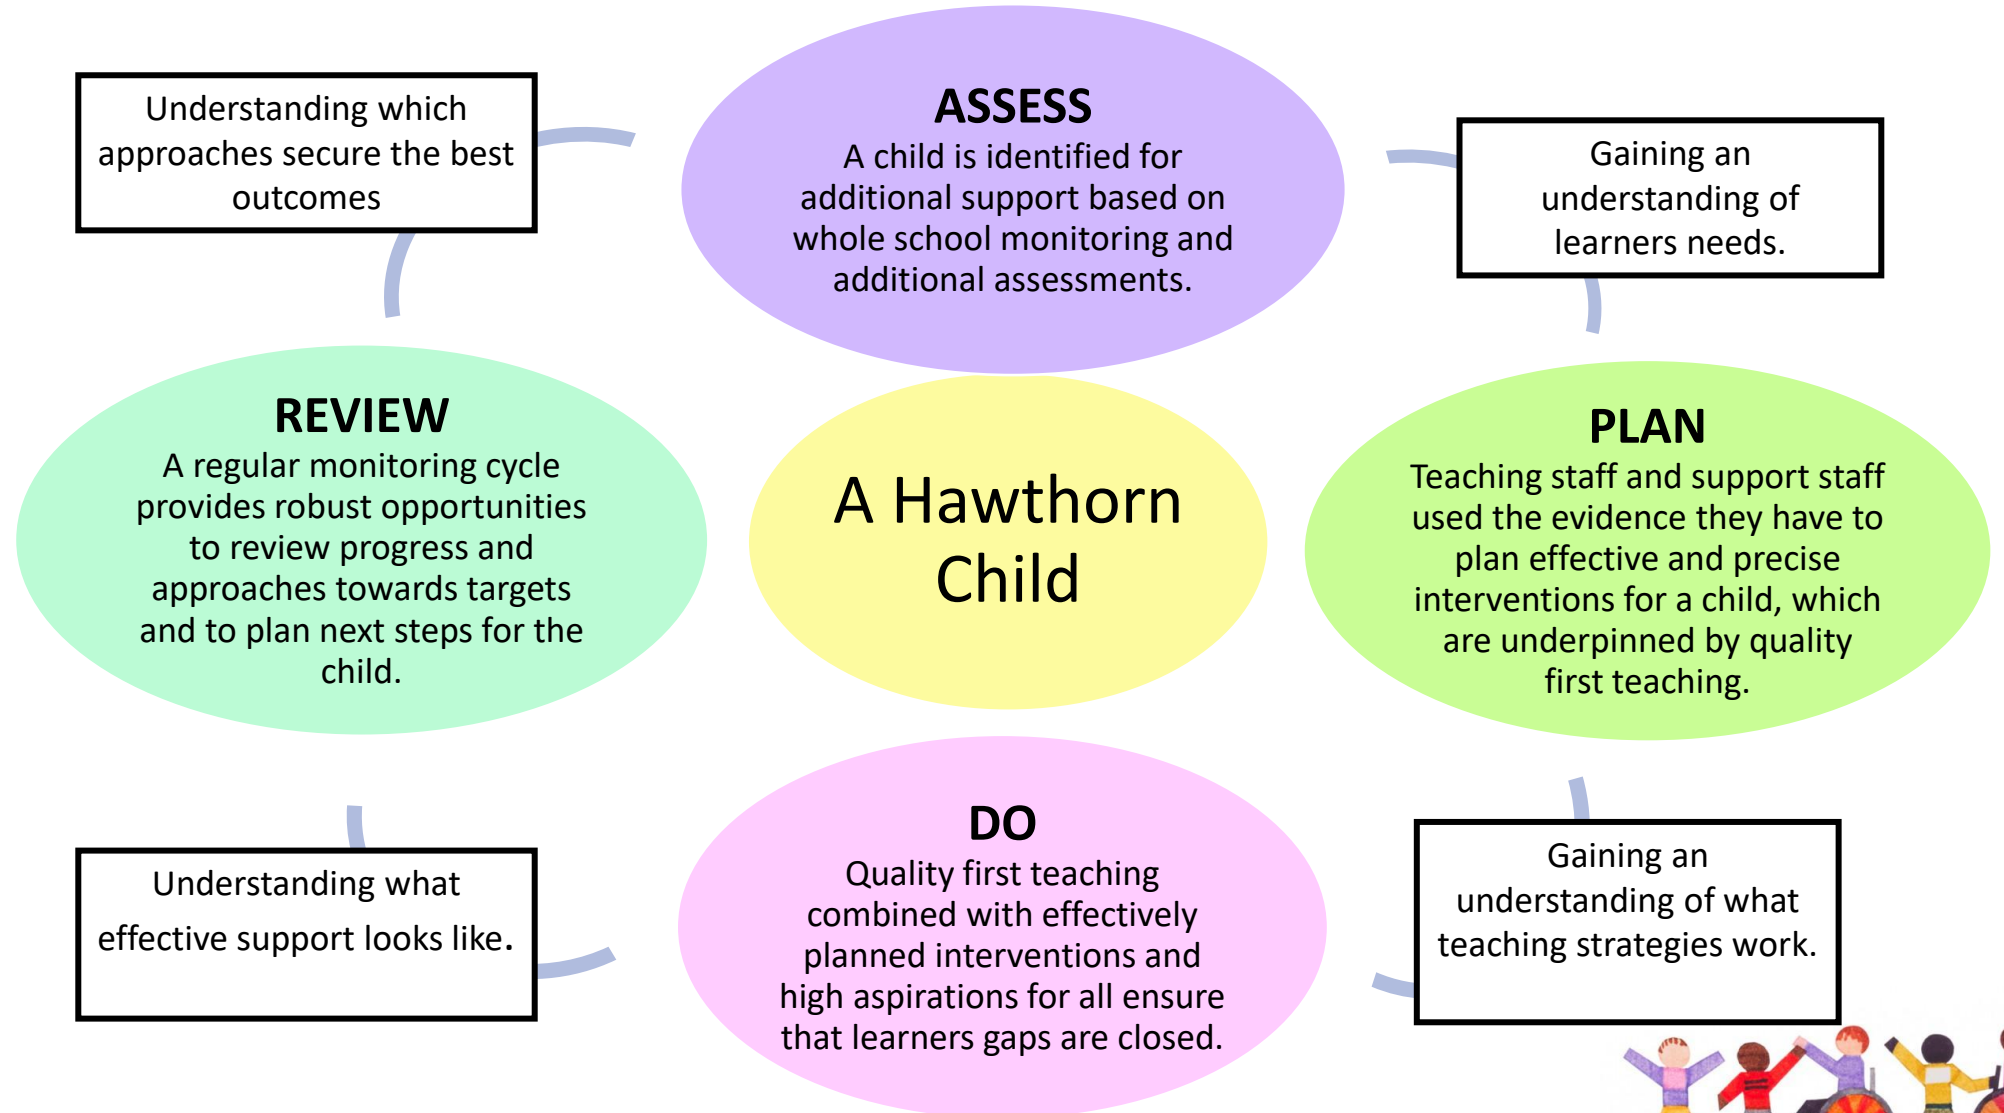 ASSESS
A child is identified for
additional support based on
whole school monitoring and
additional assessments.
Understanding which
approaches secure the best
outcomes
Gaining an
understanding of
learners needs.
REVIEW
A regular monitoring cycle
provides robust opportunities
to review progress and
approaches towards targets
and to plan next steps for the
child.
A Hawthorn
Child
PLAN
Teaching staff and support staff
used the evidence they have to
plan effective and precise
interventions for a child, which
are underpinned by quality
first teaching.
DO
Quality first teaching
combined with effectively
planned interventions and
high aspirations for all ensure
that learners gaps are closed.
Understanding what
effective support looks like.
Gaining an
understanding of what
teaching strategies work.